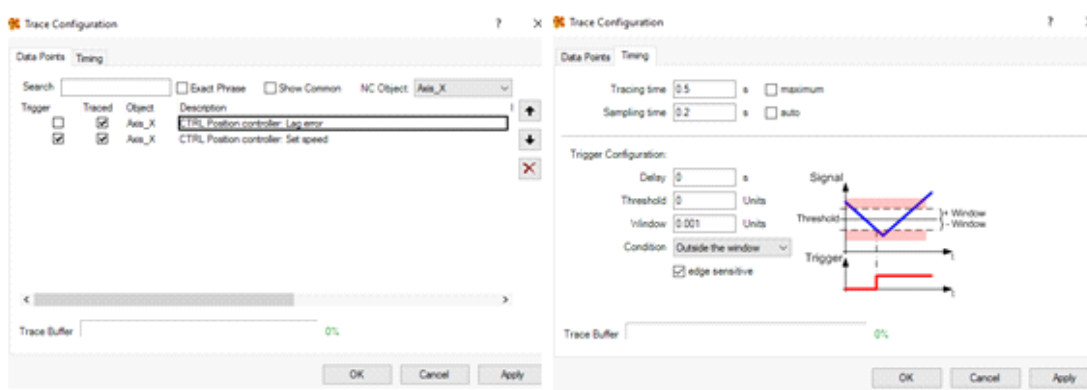 Trace Configuration
Data Points Timing
Search Exact Phrase Show Common NC Object: Axis_X
Trigger Traced Object Description
Axis_X CTRL Position controller: Lag error
Axis_X CTRL Position controller: Set speed
Trace Buffer 0%
OK Cancel Apply
Trace Configuration
Data Points Timing
Tracing time 0.5 s maximum
Sampling time 0.2 s auto
Trigger Configuration:
Delay 0 s
Threshold 0 Units
Window 0.001 Units
Condition Outside the window
edge sensitive
Signal
Threshold
+ Window
- Window
t
Trigger
t
Trace Buffer 0%
OK Cancel Apply